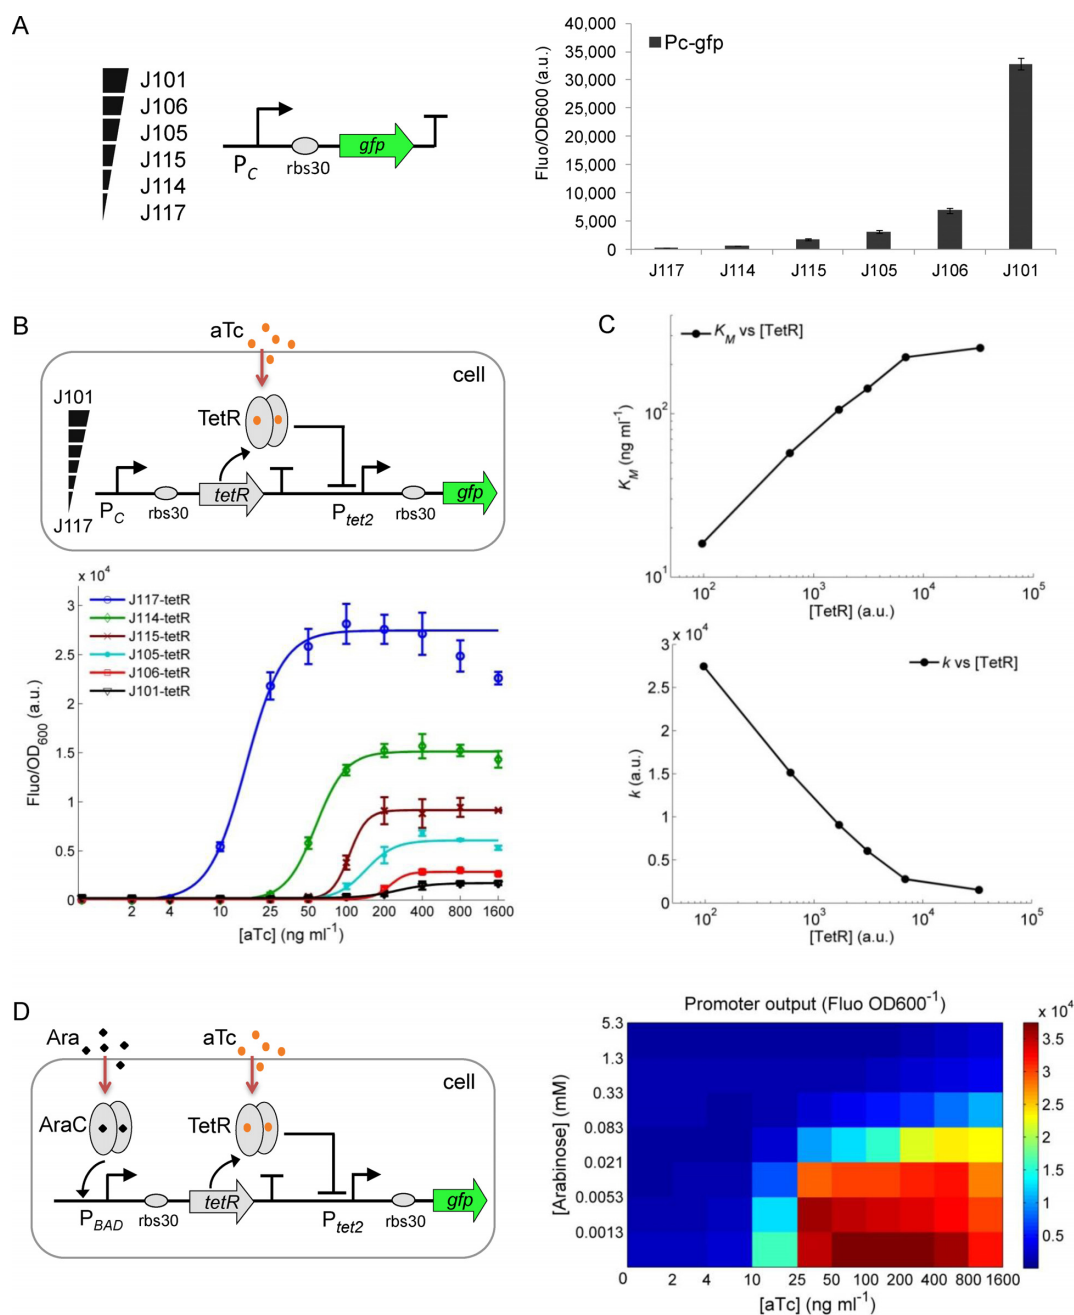 A
J101
J106
J105
J115
J114
J117
P_C
rbs30
gfp
Fluo/OD600 (a.u.)
40,000
35,000
30,000
25,000
20,000
15,000
10,000
5,000
0
Pc-gfp
J117 J114 J115 J105 J106 J101
B
aTc
cell
J101
TetR
J117
P_C
rbs30
tetR
P_tet2
rbs30
gfp
x 10^4
Fluo/OD_600 (a.u.)
3
2.5
2
1.5
1
0.5
0
J117-tetR
J114-tetR
J115-tetR
J105-tetR
J106-tetR
J101-tetR
2 4 10 25 50 100 200 400 800 1600
[aTc] (ng ml^-1)
C
K_M vs [TetR]
K_M (ng ml^-1)
10^2
10^1
10^2 10^3 10^4 10^5
[TetR] (a.u.)
x 10^4
k vs [TetR]
k (a.u.)
3
2.5
2
1.5
1
0.5
0
10^2 10^3 10^4 10^5
[TetR] (a.u.)
D
Ara
aTc
cell
AraC
TetR
P_BAD
rbs30
tetR
P_tet2
rbs30
gfp
Promoter output (Fluo OD600^-1)
x 10^4
[Arabinose] (mM)
5.3
1.3
0.33
0.083
0.021
0.0053
0.0013
0 2 4 10 25 50 100 200 400 800 1600
[aTc] (ng ml^-1)
3.5
3
2.5
2
1.5
1
0.5